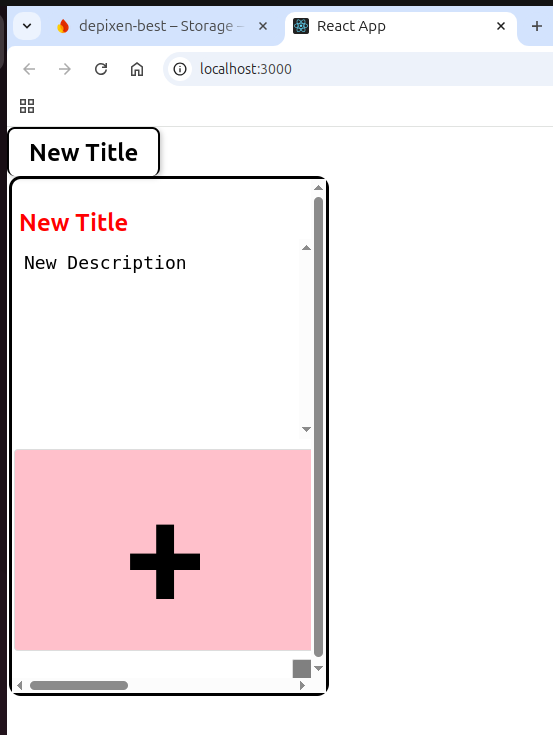 depixen-best – Storage –
React App
localhost:3000
New Title
New Title
New Description